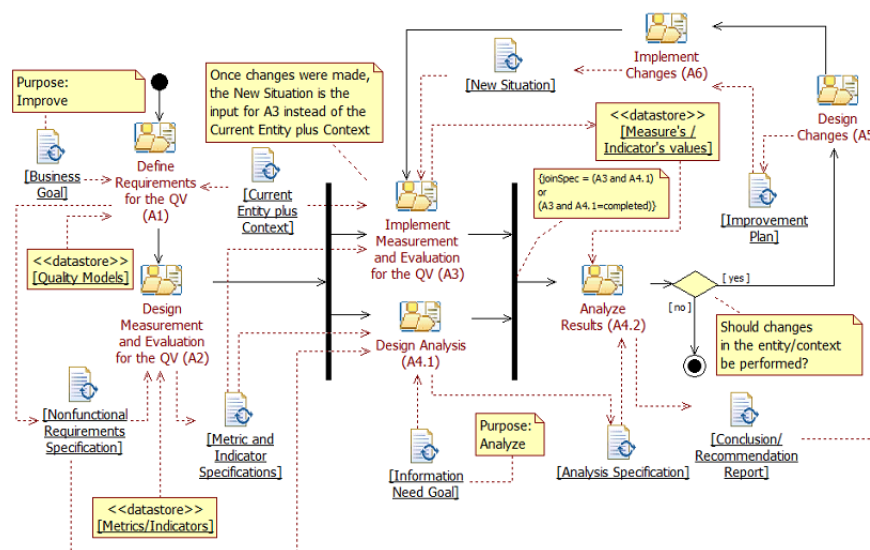 Purpose:
Improve
[Business
Goal]
Define
Requirements
for the QV
(A1)
<<datastore>>
[Quality Models]
Design
Measurement
and Evaluation
for the QV (A2)
[Nonfunctional
Requirements
Specification]
<<datastore>>
[Metrics/Indicators]
[Metric and
Indicator
Specifications]
Once changes were made,
the New Situation is the
input for A3 instead of the
Current Entity plus Context
[Current
Entity plus
Context]
Implement
Measurement
and Evaluation
for the QV (A3)
Design Analysis
(A4.1)
[Information
Need Goal]
Purpose:
Analyze
[Analysis Specification]
[New Situation]
Implement
Changes (A6)
<<datastore>>
[Measure's /
Indicator's values]
{joinSpec = (A3 and A4.1)
or
(A3 and A4.1=completed)}
Analyze
Results (A4.2)
Design
Changes (A5
[Improvement
Plan]
[ yes ]
[ no ]
Should changes
in the entity/context
be performed?
[Conclusion/
Recommendation
Report]